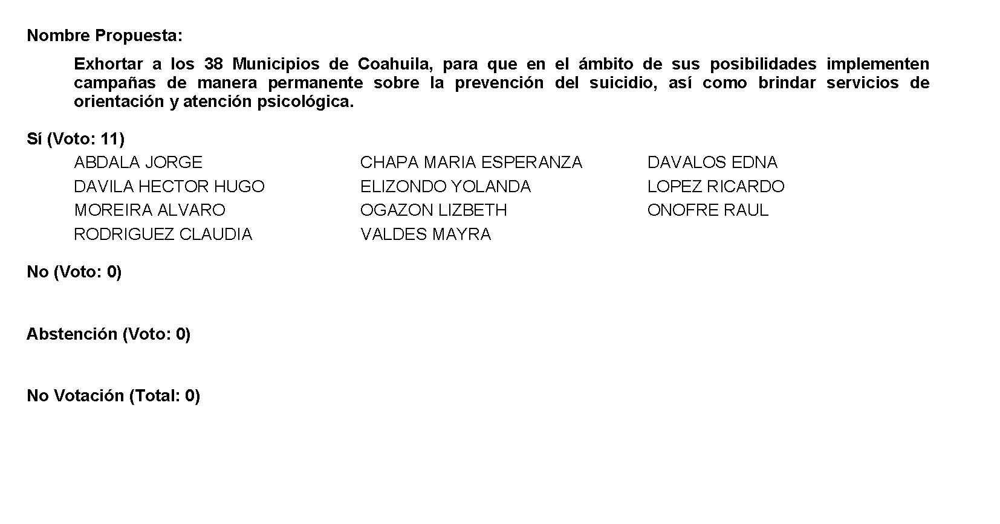 Nombre Propuesta:
Exhortar a los 38 Municipios de Coahuila, para que en el ámbito de sus posibilidades implementen
campañas de manera permanente sobre la prevención del suicidio, así como brindar servicios de
orientación y atención psicológica.
Sí (Voto: 11)
ABDALA JORGE CHAPA MARIA ESPERANZA DAVALOS EDNA
DAVILA HECTOR HUGO ELIZONDO YOLANDA LOPEZ RICARDO
MOREIRA ALVARO OGAZON LIZBETH ONOFRE RAUL
RODRIGUEZ CLAUDIA VALDES MAYRA
No (Voto: 0)
Abstención (Voto: 0)
No Votación (Total: 0)